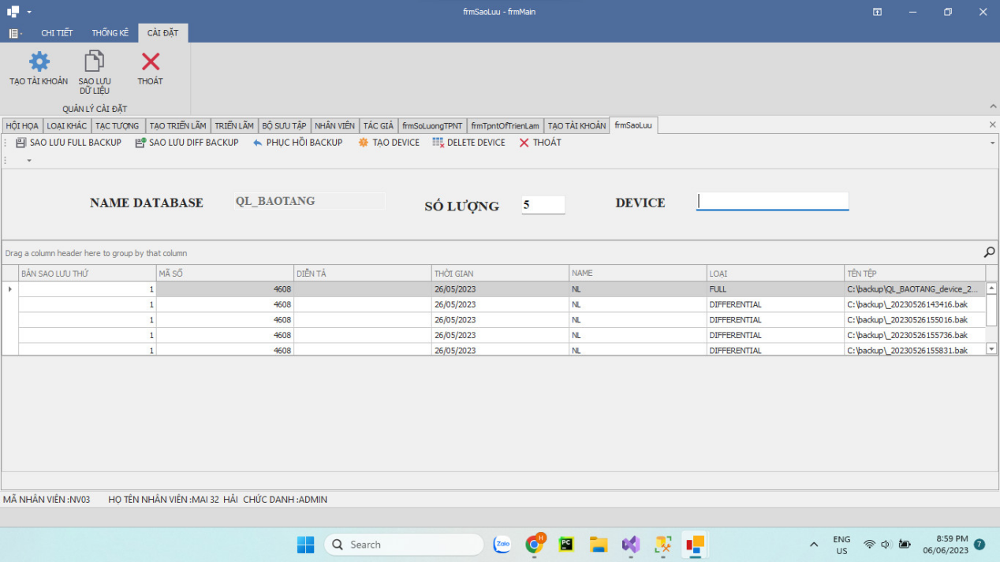 frmSaoLuu - frmMain
CHI TIẾT THỐNG KÊ CÀI ĐẶT
TẠO TÀI KHOẢN SAO LƯU DỮ LIỆU THOÁT
QUẢN LÝ CÀI ĐẶT
HỘI HỌA LOẠI KHÁC TẠC TƯỢNG TẠO TRIỂN LÃM TRIỂN LÃM BỘ SƯU TẬP NHÂN VIÊN TÁC GIẢ frmSoLuongTPNT frmTpntOfTrienLam TẠO TÀI KHOẢN frmSaoLuu
SAO LƯU FULL BACKUP SAO LƯU DIFF BACKUP PHỤC HỒI BACKUP TẠO DEVICE DELETE DEVICE THOÁT
NAME DATABASE QL_BAOTANG SỐ LƯỢNG 5 DEVICE
Drag a column header here to group by that column
BẢN SAO LƯU THỨ MÃ SỐ DIỄN TẢ THỜI GIAN NAME LOẠI TÊN TỆP
1 4608 26/05/2023 NL FULL C:\backup\QL_BAOTANG_device_2...
1 4608 26/05/2023 NL DIFFERENTIAL C:\backup\_20230526143416.bak
1 4608 26/05/2023 NL DIFFERENTIAL C:\backup\_20230526155016.bak
1 4608 26/05/2023 NL DIFFERENTIAL C:\backup\_20230526155736.bak
1 4608 26/05/2023 NL DIFFERENTIAL C:\backup\_20230526155831.bak
MÃ NHÂN VIÊN :NV03 HỌ TÊN NHÂN VIÊN :MAI 32 HẢI CHỨC DANH :ADMIN
Search Zalo H PC ENG US 8:59 PM 06/06/2023 7